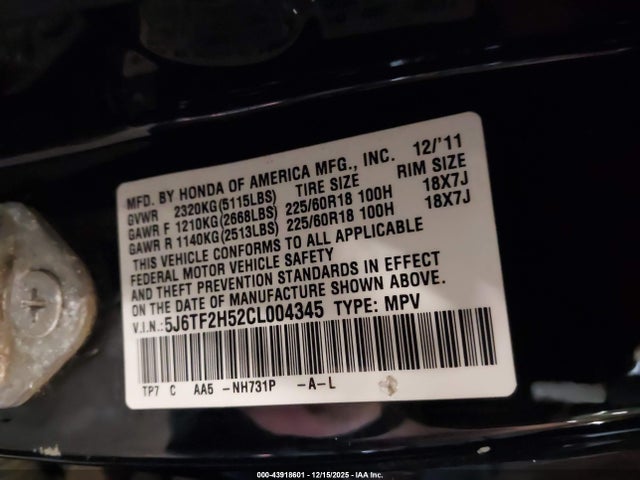 MFD. BY HONDA OF AMERICA MFG., INC. 12/'11
GVWR 2320KG(5115LBS) TIRE SIZE RIM SIZE
GAWR F 1210KG(2668LBS) 225/60R18 100H 18X7J
GAWR R 1140KG(2513LBS) 225/60R18 100H 18X7J
THIS VEHICLE CONFORMS TO ALL APPLICABLE
FEDERAL MOTOR VEHICLE SAFETY
AND THEFT PREVENTION STANDARDS IN EFFECT
ON THE DATE OF MANUFACTURE SHOWN ABOVE.
V.I.N.: 5J6TF2H52CL004345 TYPE: MPV
TP7 C AA5 -NH731P -A-L
000-43918601 - 12/15/2025 - IAA Inc.